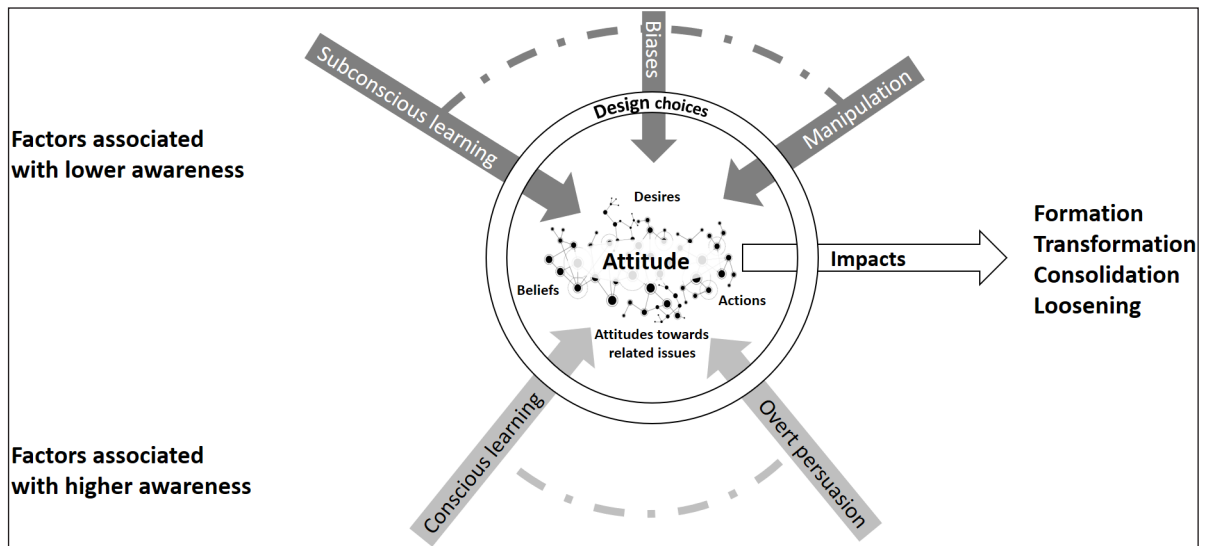 Subconscious learning
Biases
Manipulation
Design choices
Factors associated
with lower awareness
Desires
Attitude
Beliefs
Actions
Attitudes towards
related issues
Impacts
Formation
Transformation
Consolidation
Loosening
Conscious learning
Overt persuasion
Factors associated
with higher awareness